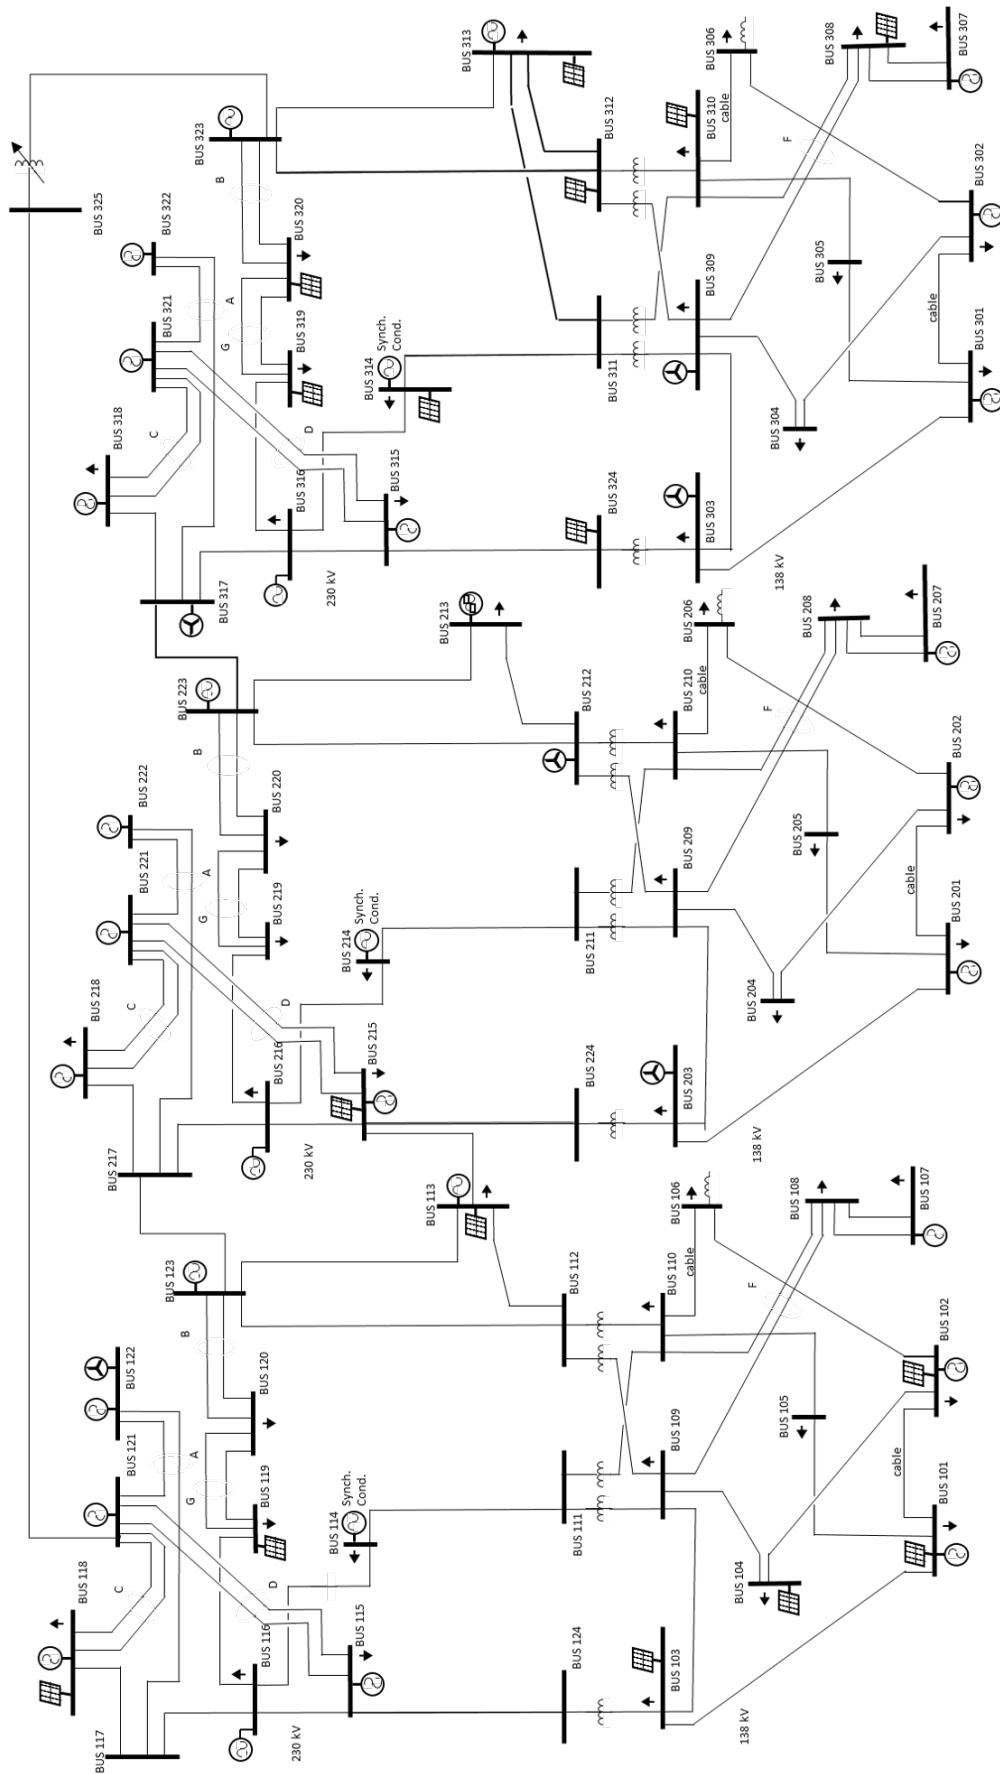 BUS 325
BUS 323
BUS 322
BUS 321
BUS 320
BUS 319
BUS 318
BUS 317
BUS 316
BUS 315
BUS 314
Synch.
Cond.
BUS 313
BUS 312
BUS 311
BUS 310
cable
BUS 309
BUS 308
BUS 307
BUS 306
BUS 305
BUS 304
BUS 324
BUS 303
BUS 302
BUS 301
cable
230 kV
138 kV
A
B
C
D
F
G
BUS 223
BUS 222
BUS 221
BUS 220
BUS 219
BUS 218
BUS 217
BUS 216
BUS 215
BUS 214
Synch.
Cond.
BUS 213
BUS 212
BUS 211
BUS 210
cable
BUS 209
BUS 208
BUS 207
BUS 206
BUS 205
BUS 204
BUS 224
BUS 203
BUS 202
BUS 201
cable
230 kV
138 kV
A
B
C
D
F
G
BUS 123
BUS 122
BUS 121
BUS 120
BUS 119
BUS 118
BUS 117
BUS 116
BUS 115
BUS 114
Synch.
Cond.
BUS 113
BUS 112
BUS 111
BUS 110
cable
BUS 109
BUS 108
BUS 107
BUS 106
BUS 105
BUS 104
BUS 124
BUS 103
BUS 102
BUS 101
cable
230 kV
138 kV
A
B
C
D
F
G